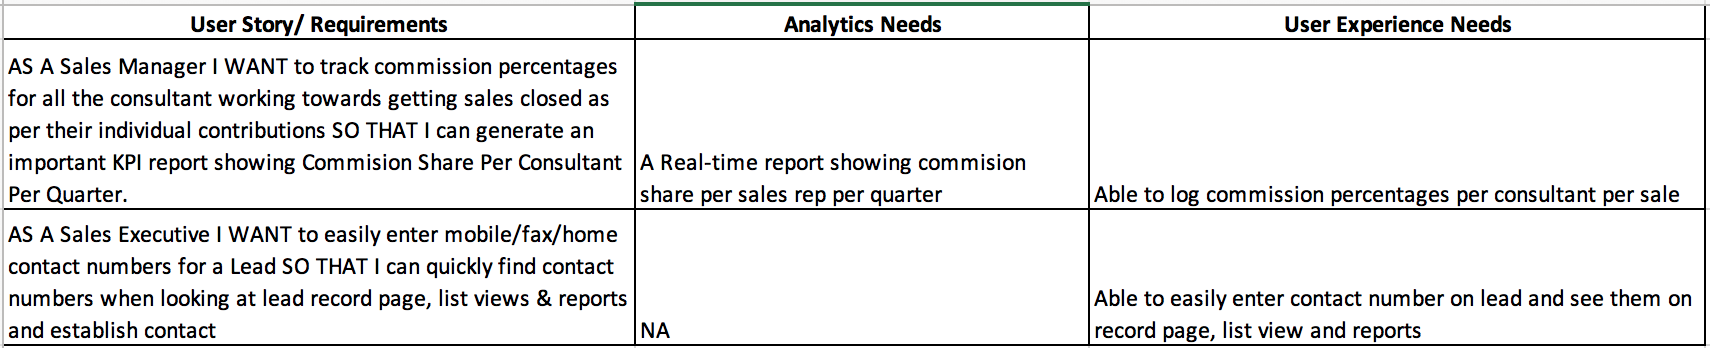 User Story/ Requirements
Analytics Needs
User Experience Needs
AS A Sales Manager I WANT to track commission percentages
for all the consultant working towards getting sales closed as
per their individual contributions SO THAT I can generate an
important KPI report showing Commision Share Per Consultant
Per Quarter.
A Real-time report showing commision
share per sales rep per quarter
Able to log commission percentages per consultant per sale
AS A Sales Executive I WANT to easily enter mobile/fax/home
contact numbers for a Lead SO THAT I can quickly find contact
numbers when looking at lead record page, list views & reports
and establish contact
NA
Able to easily enter contact number on lead and see them on
record page, list view and reports